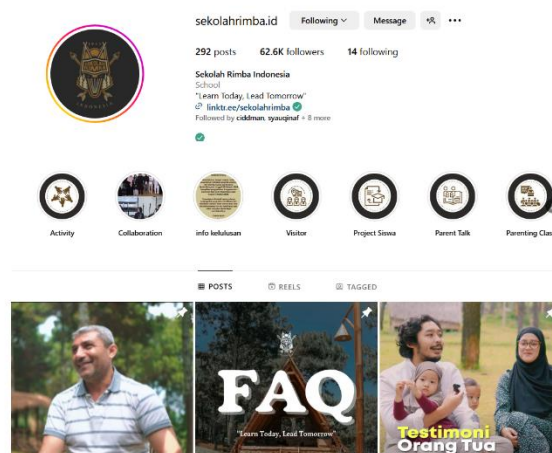 sekolahrimba.id Following Message
292 posts 62.6K followers 14 following
Sekolah Rimba Indonesia
School
"Learn Today, Lead Tomorrow"
linktr.ee/sekolahrimba
Followed by ciddman, syauqinaf + 8 more
Activity Collaboration info kelulusan Visitor Project Siswa Parent Talk Parenting Clas
POSTS REELS TAGGED
FAQ
"Learn Today, Lead Tomorrow"
Testimoni
Orang Tua